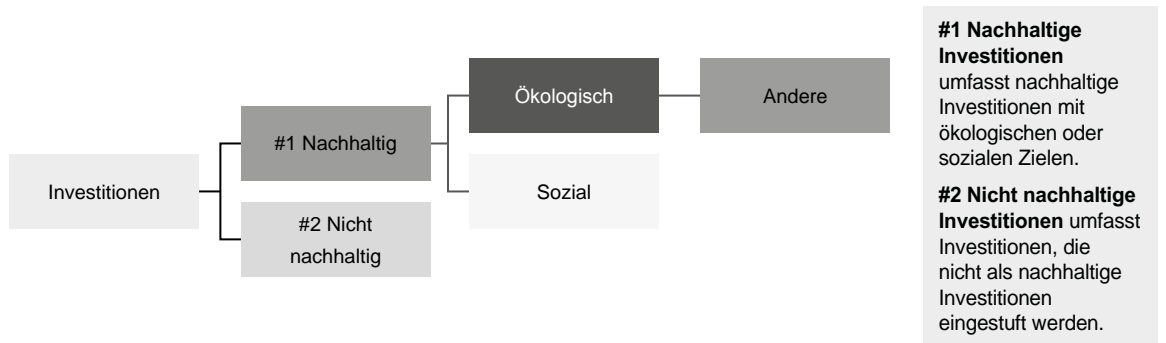 Investitionen
#1 Nachhaltig
#2 Nicht
nachhaltig
Ökologisch
Sozial
Andere
#1 Nachhaltige
Investitionen
umfasst nachhaltige
Investitionen mit
ökologischen oder
sozialen Zielen.
#2 Nicht nachhaltige
Investitionen umfasst
Investitionen, die
nicht als nachhaltige
Investitionen
eingestuft werden.